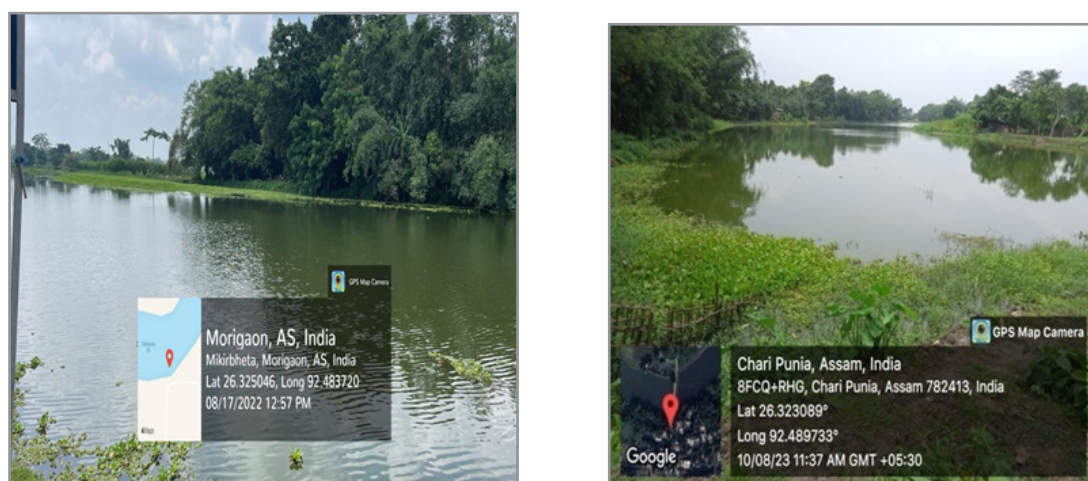 GPS Map Camera
Morigaon, AS, India
Mikirbheta, Morigaon, AS, India
Lat 26.325046, Long 92.483720
08/17/2022 12:57 PM
Maps
GPS Map Camera
Chari Punia, Assam, India
8FCQ+RHG, Chari Punia, Assam 782413, India
Lat 26.323089°
Long 92.489733°
10/08/23 11:37 AM GMT +05:30
Google